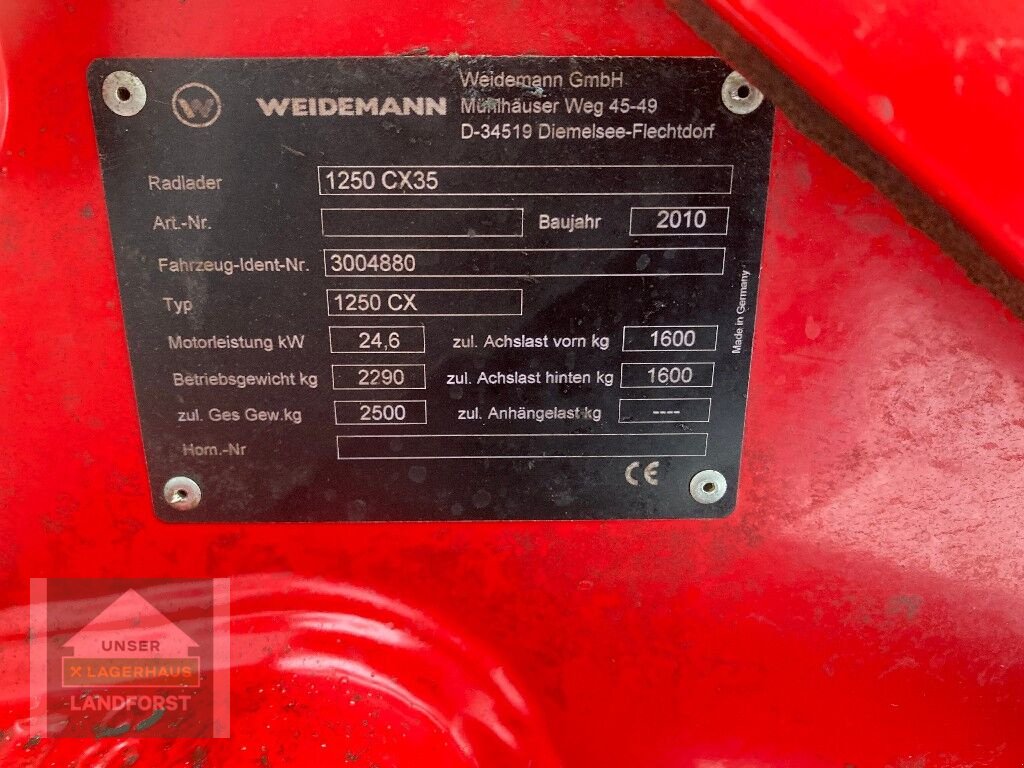 Weidemann GmbH
W WEIDEMANN Mühlhäuser Weg 45-49
D-34519 Diemelsee-Flechtdorf
Radlader 1250 CX35
Art.-Nr. Baujahr 2010
Fahrzeug-Ident-Nr. 3004880
Typ 1250 CX
Motorleistung kW 24,6 zul. Achslast vorn kg 1600
Betriebsgewicht kg 2290 zul. Achslast hinten kg 1600
zul. Ges Gew.kg 2500 zul. Anhängelast kg ----
Hom.-Nr
CE
Made in Germany
UNSER
X LAGERHAUS
LANDFORST